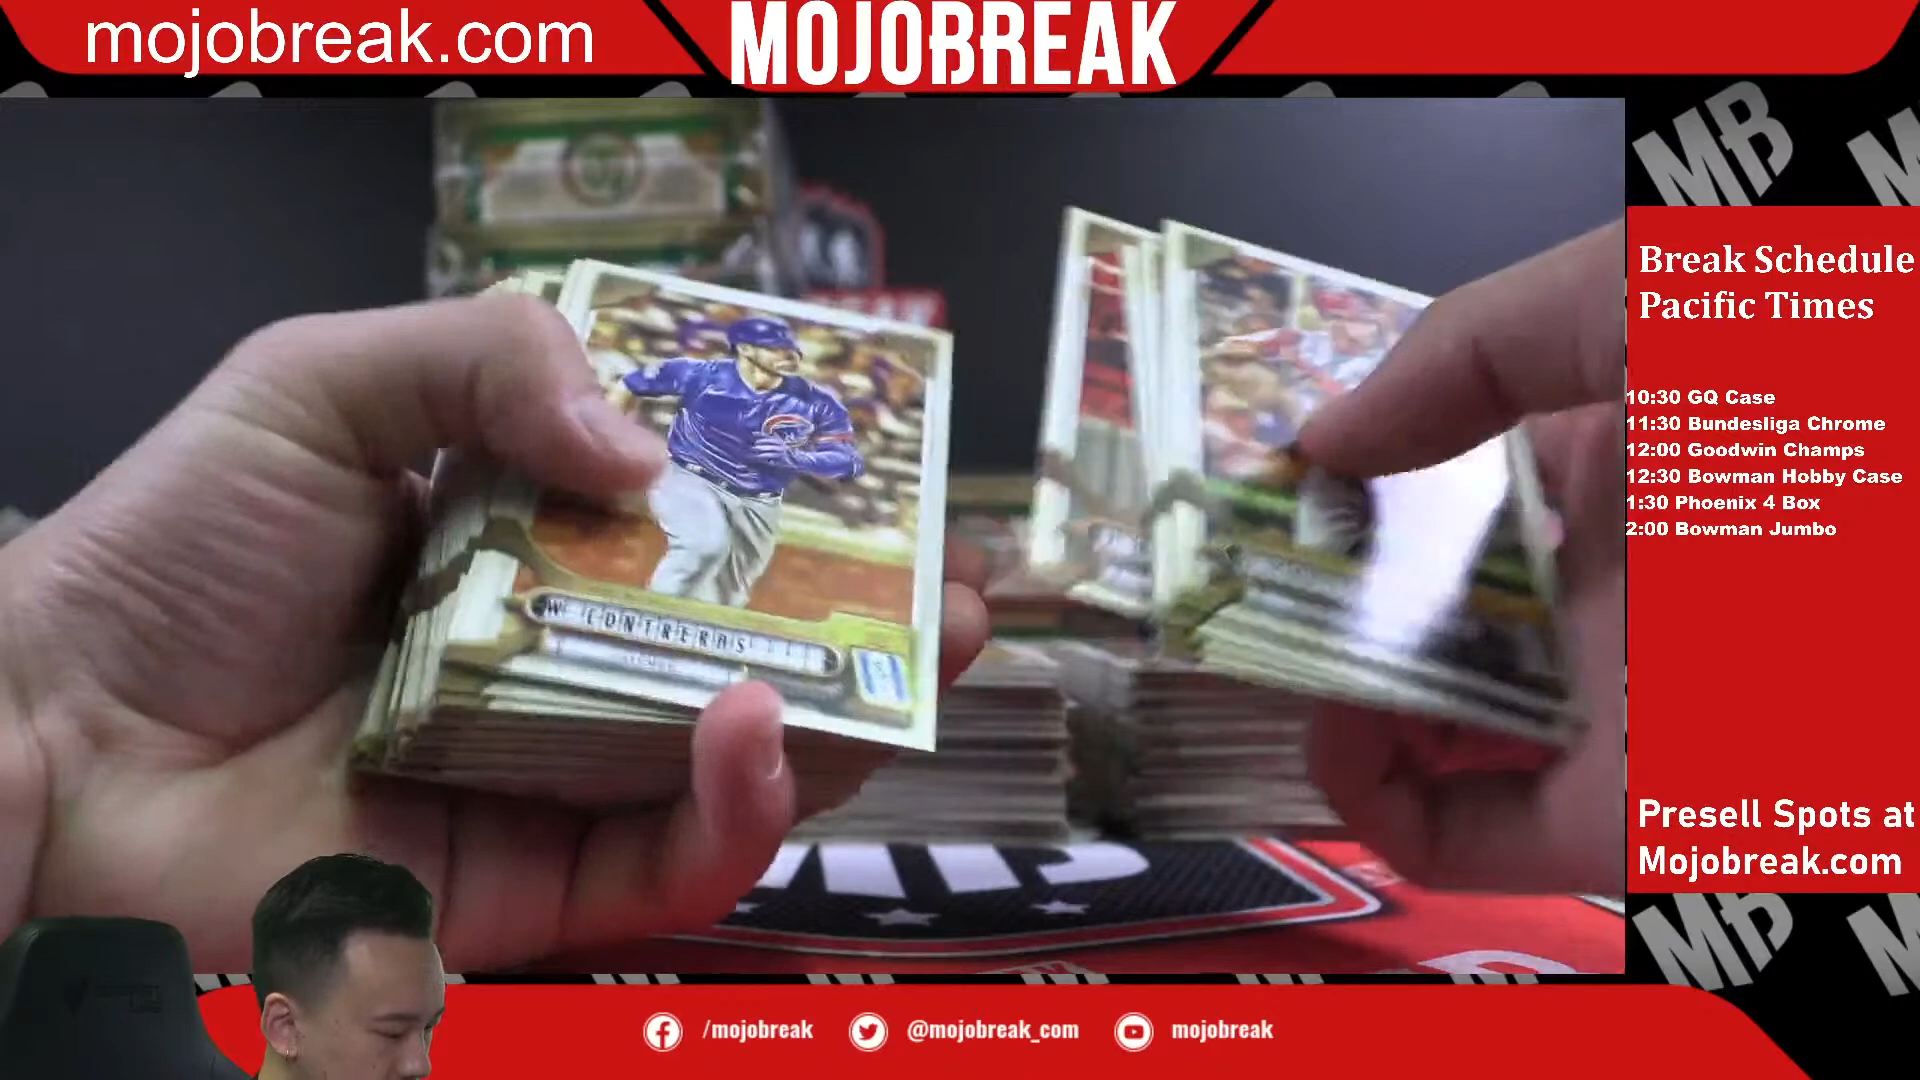 mojobreak.com
MOJOBREAK
MB
Break Schedule
Pacific Times
10:30 GQ Case
11:30 Bundesliga Chrome
12:00 Goodwin Champs
12:30 Bowman Hobby Case
1:30 Phoenix 4 Box
2:00 Bowman Jumbo
W CONTRERAS
Presell Spots at
Mojobreak.com
MB
/mojobreak
@mojobreak_com
mojobreak